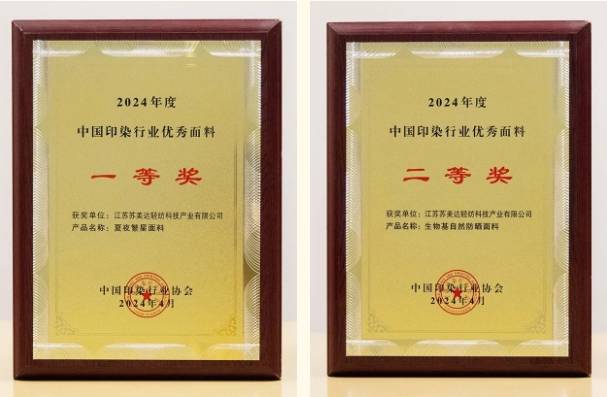 2024年度
中国印染行业优秀面料
一等奖
获奖单位：江苏苏美达轻纺科技产业有限公司
产品名称：夏夜繁星面料
中国印染行业协会
2024年4月
2024年度
中国印染行业优秀面料
二等奖
获奖单位：江苏苏美达轻纺科技产业有限公司
产品名称：生物基自然防晒面料
中国印染行业协会
2024年4月